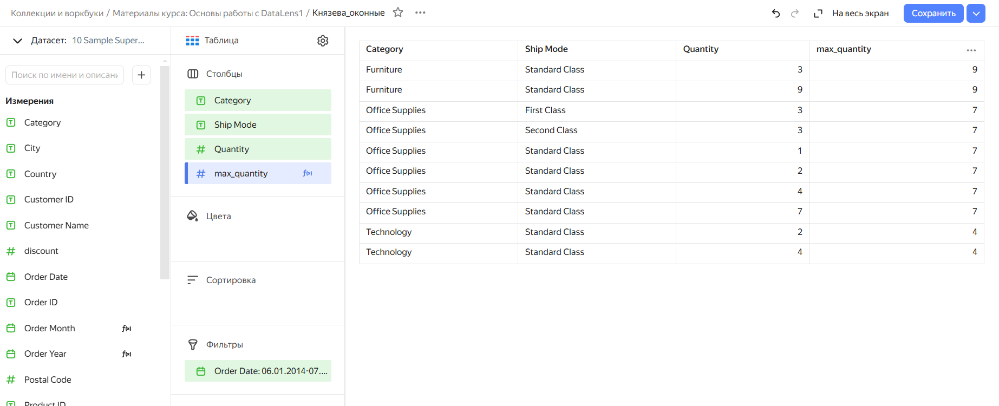 Коллекции и воркбуки / Материалы курса: Основы работы с DataLens1 / Князева_оконные
На весь экран
Сохранить
Датасет: 10 Sample Super...
Поиск по имени и описани
Измерения
Category
City
Country
Customer ID
Customer Name
discount
Order Date
Order ID
Order Month
Order Year
Postal Code
Product ID
Таблица
Столбцы
Category
Ship Mode
Quantity
max_quantity
Цвета
Сортировка
Фильтры
Order Date: 06.01.2014-07....
Category Ship Mode Quantity max_quantity
Furniture Standard Class 3 9
Furniture Standard Class 9 9
Office Supplies First Class 3 7
Office Supplies Second Class 3 7
Office Supplies Standard Class 1 7
Office Supplies Standard Class 2 7
Office Supplies Standard Class 4 7
Office Supplies Standard Class 7 7
Technology Standard Class 2 4
Technology Standard Class 4 4